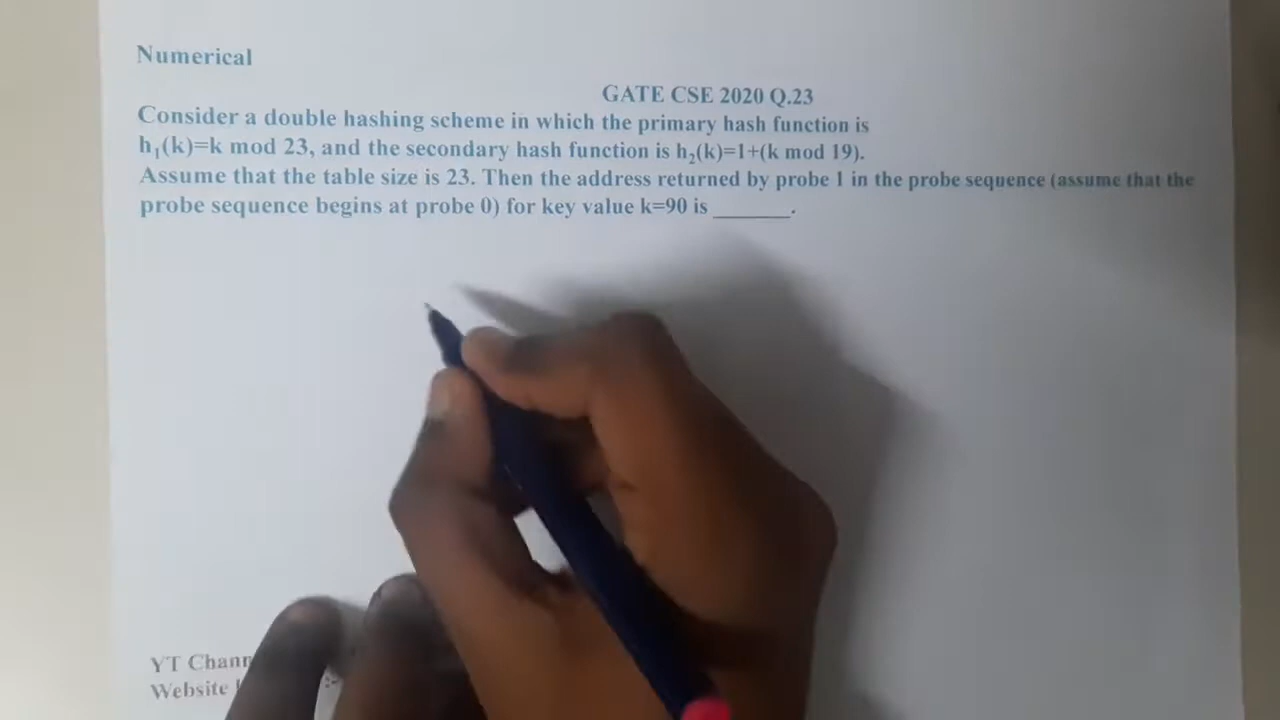 Numerical
GATE CSE 2020 Q.23
Consider a double hashing scheme in which the primary hash function is
h₁(k)=k mod 23, and the secondary hash function is h₂(k)=1+(k mod 19).
Assume that the table size is 23. Then the address returned by probe 1 in the probe sequence (assume that the
probe sequence begins at probe 0) for key value k=90 is _______.
YT
Website